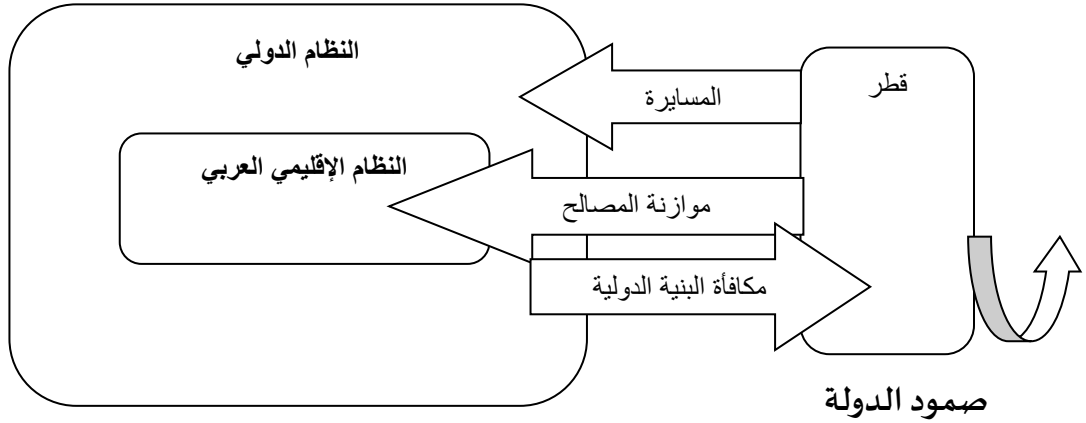 النظام الدولي
قطر
المسايرة
النظام الإقليمي العربي
موازنة المصالح
مكافأة البنية الدولية
صمود الدولة